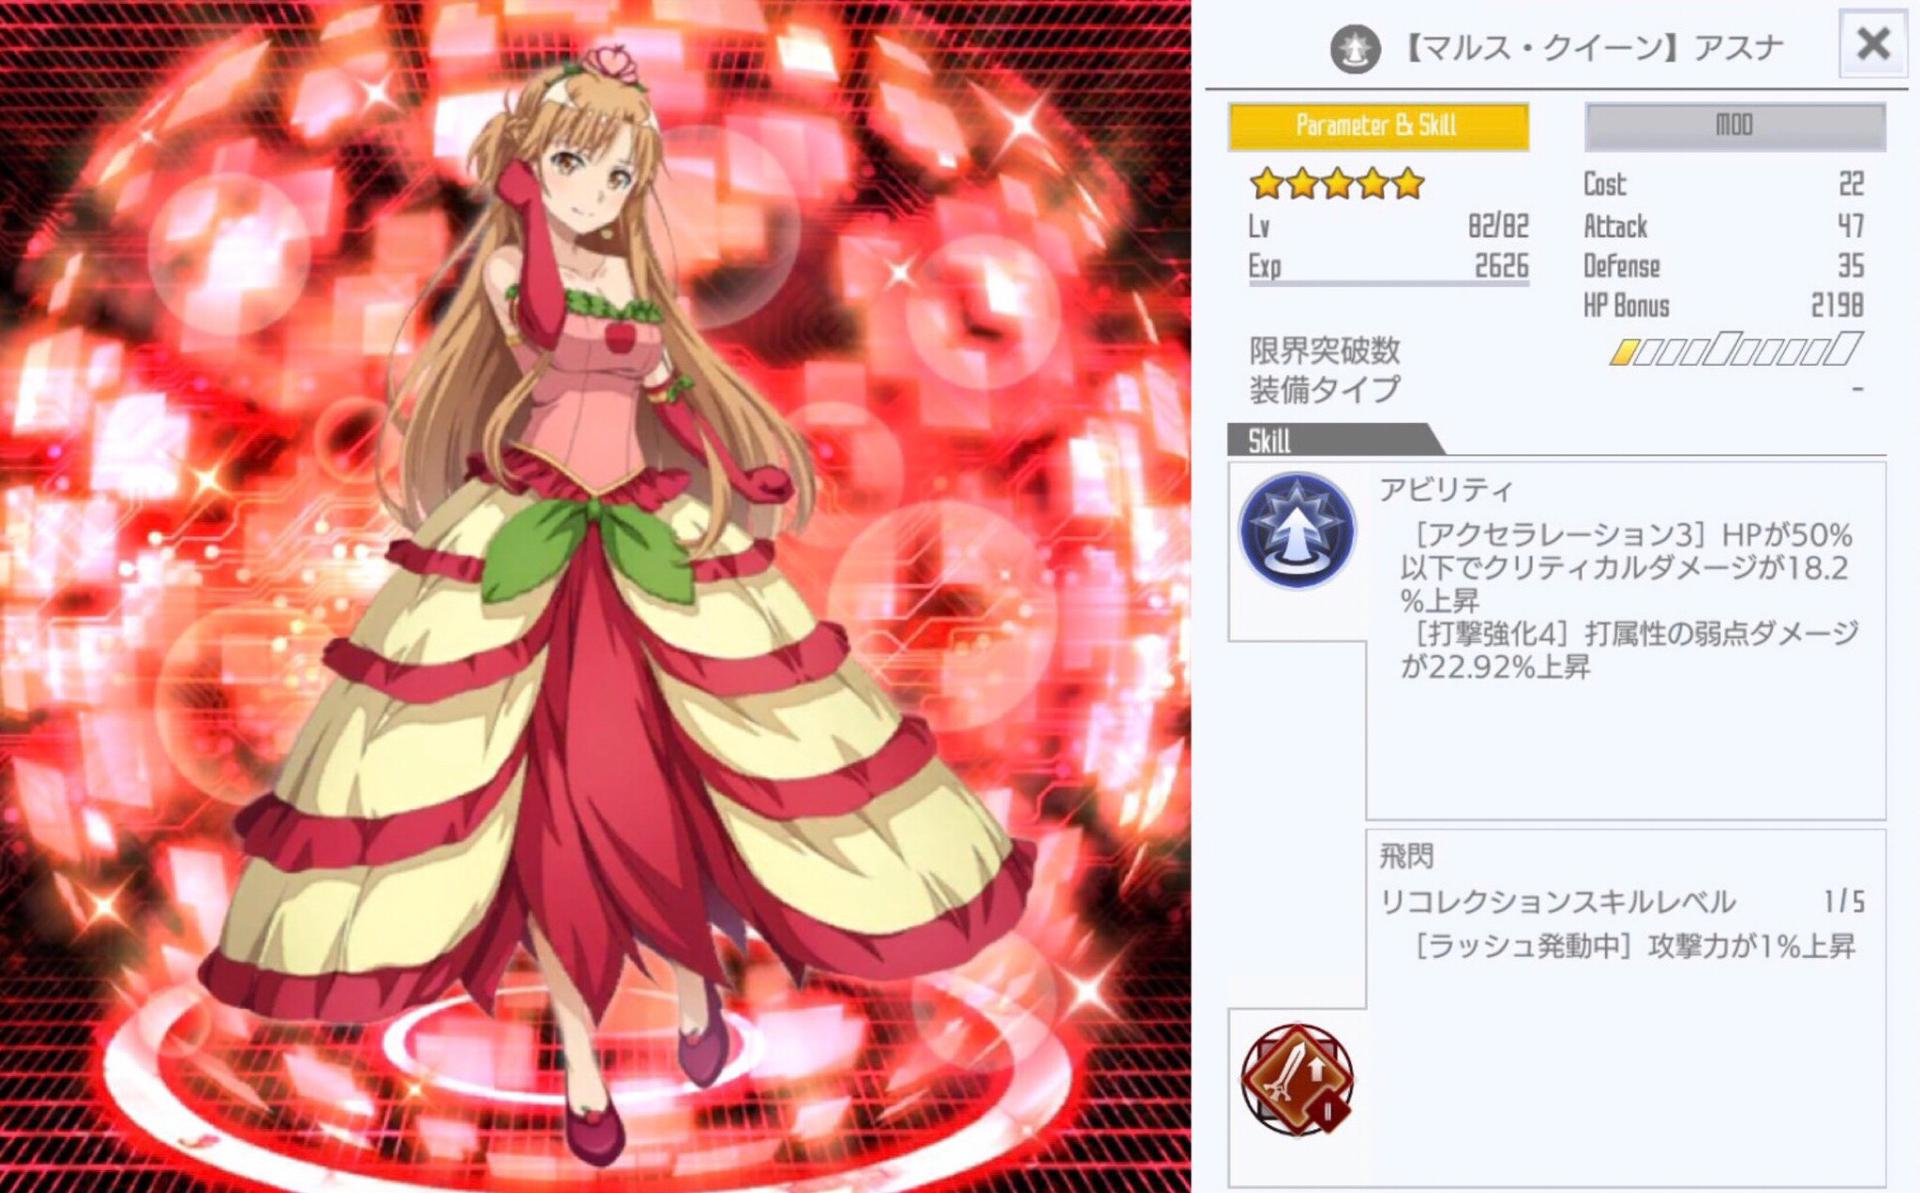 【マルス・クイーン】アスナ
Parameter & Skill
MOD
Lv 82/82
Exp 2626
Cost 22
Attack 47
Defense 35
HP Bonus 2198
限界突破数
装備タイプ -
Skill
アビリティ
［アクセラレーション3］HPが50%
以下でクリティカルダメージが18.2
%上昇
［打撃強化4］打属性の弱点ダメージ
が22.92%上昇
飛閃
リコレクションスキルレベル 1/5
［ラッシュ発動中］攻撃力が1%上昇
I